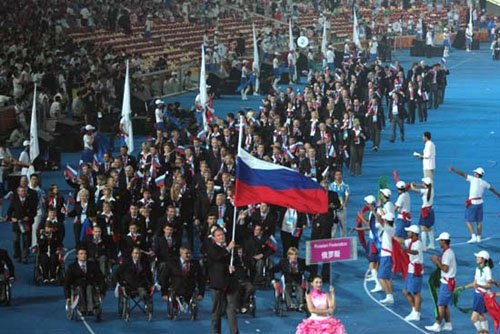 Russian Federation
俄罗斯